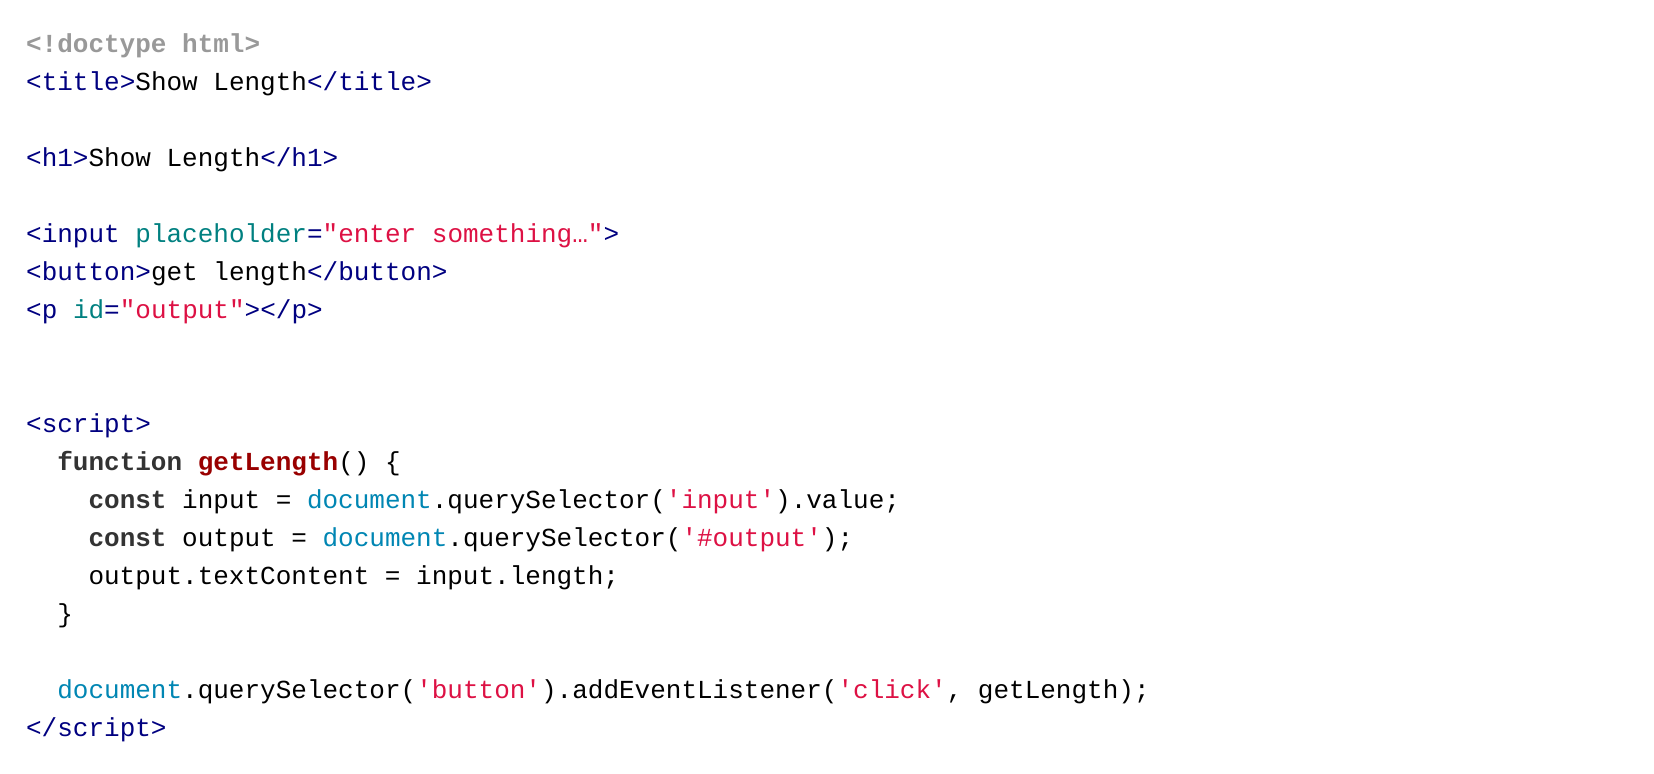 <!doctype html>
<title>Show Length</title>

<h1>Show Length</h1>

<input placeholder="enter something…">
<button>get length</button>
<p id="output"></p>


<script>
  function getLength() {
    const input = document.querySelector('input').value;
    const output = document.querySelector('#output');
    output.textContent = input.length;
  }

  document.querySelector('button').addEventListener('click', getLength);
</script>